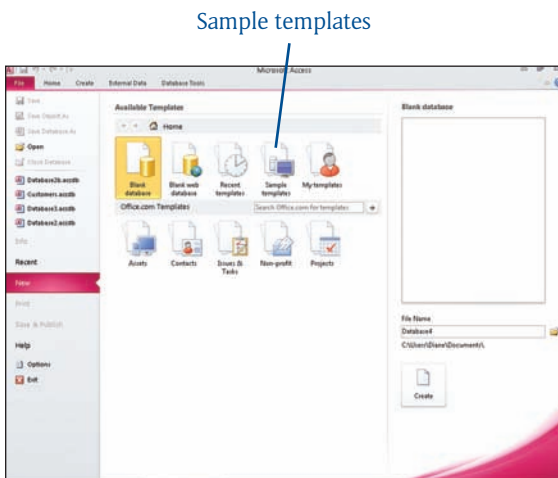 Sample templates
Microsoft Access
File Home Create External Data Database Tools
Save
Save Object As
Save Database As
Open
Close Database
Database2b.accdb
Customers.accdb
Database3.accdb
Database2.accdb
Info
Recent
New
Print
Save & Publish
Help
Options
Exit
Available Templates
Home
Blank database
Blank web database
Recent templates
Sample templates
My templates
Office.com Templates
Search Office.com for templates
Assets
Contacts
Issues & Tasks
Non-profit
Projects
Blank database
File Name
Database4
C:\Users\Diane\Documents\
Create